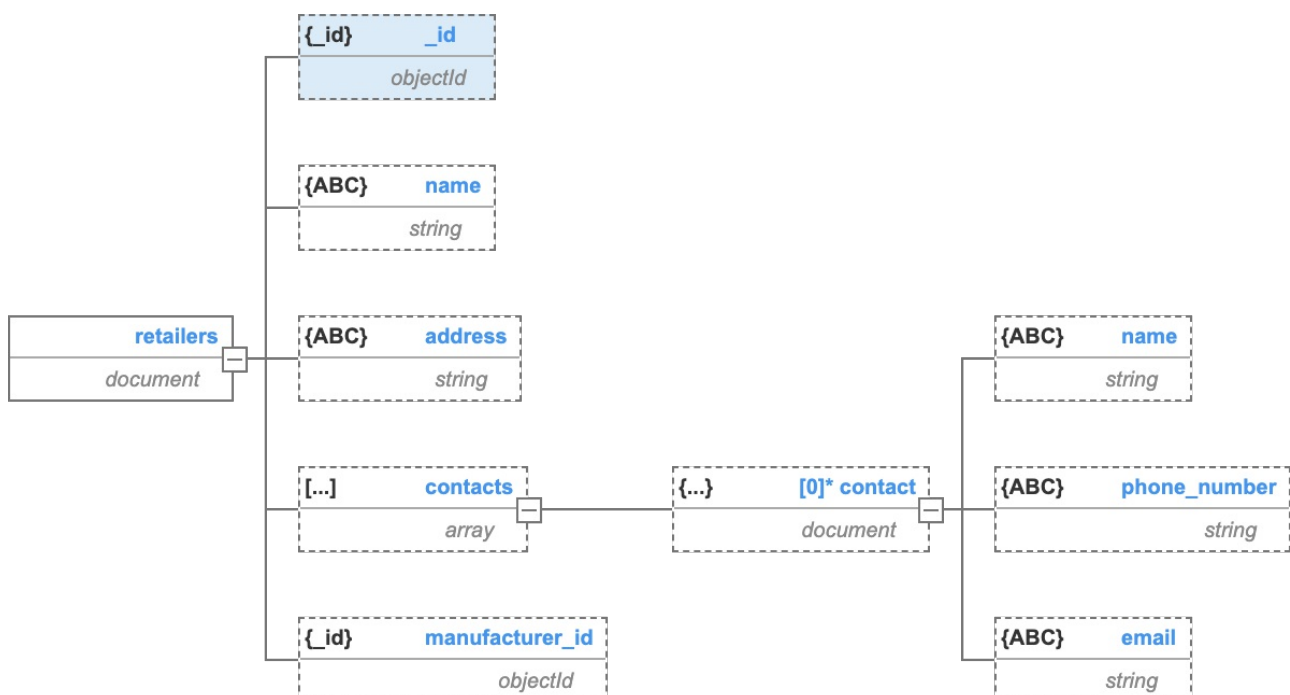 {_id} _id
objectId
{ABC} name
string
retailers
document
{ABC} address
string
{ABC} name
string
[...] contacts
array
{...} [0]* contact
document
{ABC} phone_number
string
{_id} manufacturer_id
objectId
{ABC} email
string